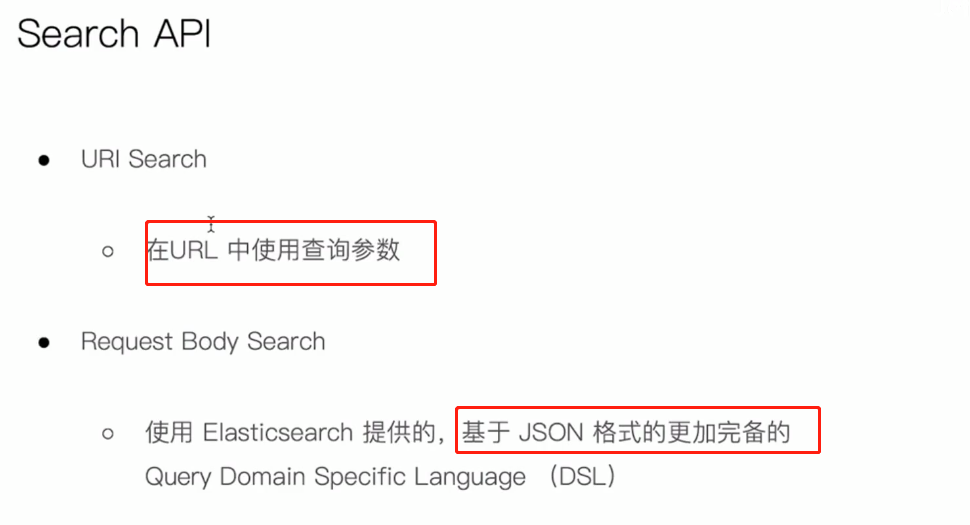 Search API
URI Search
在URL 中使用查询参数
Request Body Search
使用 Elasticsearch 提供的，基于 JSON 格式的更加完备的
Query Domain Specific Language （DSL）